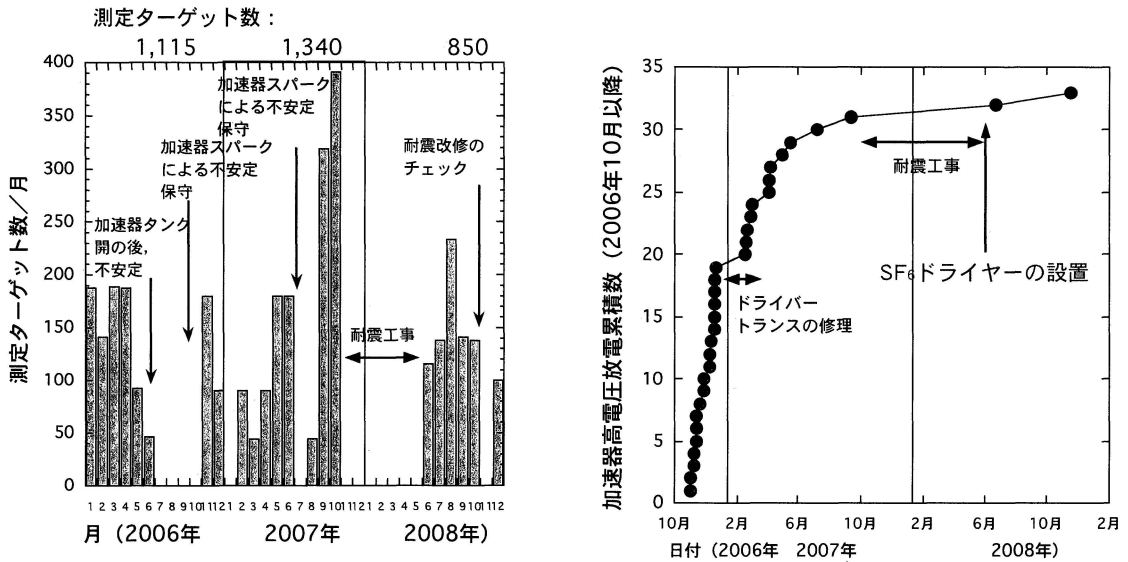 測定ターゲット数：
1,115 1,340 850
測定ターゲット数／月
400
350
300
250
200
150
100
50
0
加速器スパーク
による不安定
保守
加速器スパーク
による不安定
保守
加速器タンク
開の後，
不安定
耐震改修の
チェック
耐震工事
1 2 3 4 5 6 7 8 9 10 11 12 1 2 3 4 5 6 7 8 9 10 11 12 1 2 3 4 5 6 7 8 9 10 11 12
月（2006年 2007年 2008年）
加速器高電圧放電累積数（2006年10月以降）
35
30
25
20
15
10
5
0
耐震工事
SF₆ドライヤーの設置
ドライバー
トランスの修理
10月 2月 6月 10月 2月 6月 10月 2月
日付（2006年 2007年 2008年）